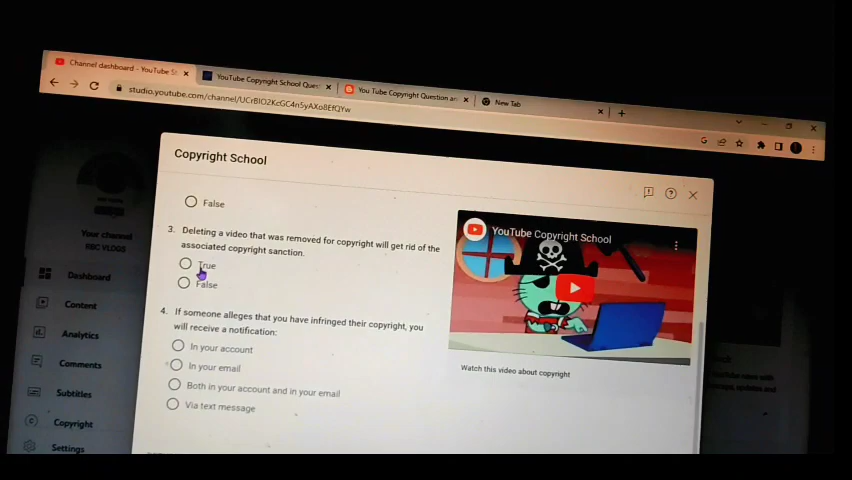 Channel dashboard - YouTube St
YouTube Copyright School Quest
You Tube Copyright Question an
New Tab
studio.youtube.com/channel/UCrBIO2KcGC4n5yAXo8EfQYw
Copyright School
False
3. Deleting a video that was removed for copyright will get rid of the
associated copyright sanction.
True
False
4. If someone alleges that you have infringed their copyright, you
will receive a notification:
In your account
In your email
Both in your account and in your email
Via text message
YouTube Copyright School
Watch this video about copyright
Your channel
BBC VLOGS
Dashboard
Content
Analytics
Comments
Subtitles
Copyright
Settings